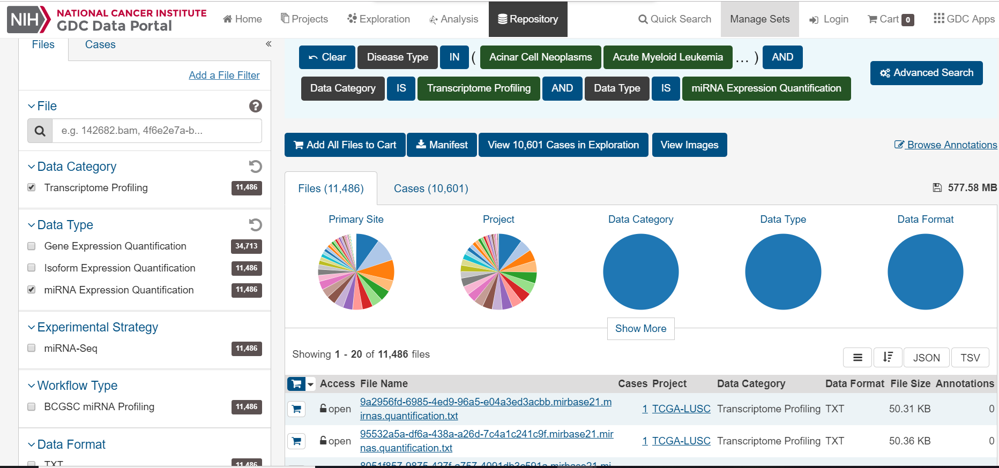 NIH NATIONAL CANCER INSTITUTE
GDC Data Portal
Home Projects Exploration Analysis Repository Quick Search Manage Sets Login Cart 0 GDC Apps
Files Cases «
Add a File Filter
File ?
e.g. 142682.bam, 4f6e2e7a-b...
Data Category
Transcriptome Profiling 11,486
Data Type
Gene Expression Quantification 34,713
Isoform Expression Quantification 11,486
miRNA Expression Quantification 11,486
Experimental Strategy
miRNA-Seq 11,486
Workflow Type
BCGSC miRNA Profiling 11,486
Data Format
TXT 11,486
Clear Disease Type IN ( Acinar Cell Neoplasms Acute Myeloid Leukemia ... ) AND
Data Category IS Transcriptome Profiling AND Data Type IS miRNA Expression Quantification
Advanced Search
Add All Files to Cart Manifest View 10,601 Cases in Exploration View Images
Browse Annotations
Files (11,486) Cases (10,601)
577.58 MB
Primary Site Project Data Category Data Type Data Format
Show More
Showing 1 - 20 of 11,486 files
JSON TSV
Access File Name Cases Project Data Category Data Format File Size Annotations
open 9a2956fd-6985-4ed9-96a5-e04a3ed3acbb.mirbase21.m
irnas.quantification.txt
1 TCGA-LUSC Transcriptome Profiling TXT 50.31 KB 0
open 95532a5a-df6a-438a-a26d-7c4a1c241c9f.mirbase21.mir
nas.quantification.txt
1 TCGA-LUSC Transcriptome Profiling TXT 50.36 KB 0